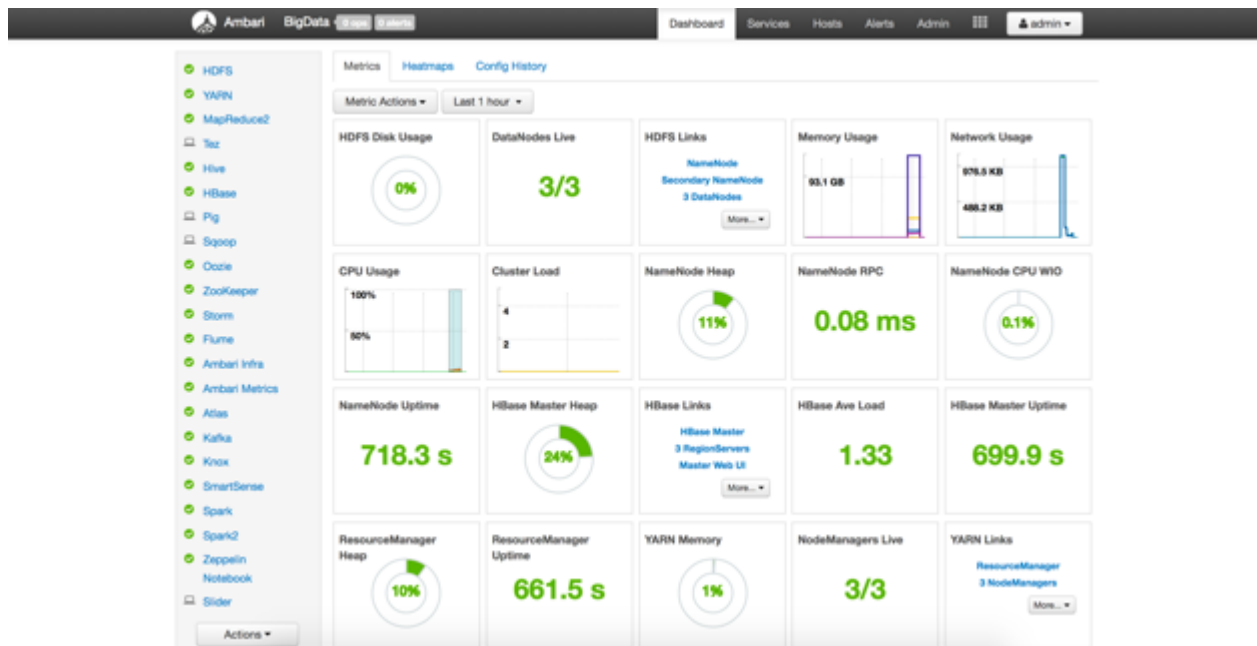 Ambari BigData 0 ops 0 alerts Dashboard Services Hosts Alerts Admin admin
HDFS
YARN
MapReduce2
Tez
Hive
HBase
Pig
Sqoop
Oozie
ZooKeeper
Storm
Flume
Ambari Infra
Ambari Metrics
Atlas
Kafka
Knox
SmartSense
Spark
Spark2
Zeppelin
Notebook
Slider
Actions
Metrics Heatmaps Config History
Metric Actions Last 1 hour
HDFS Disk Usage
0%
DataNodes Live
3/3
HDFS Links
NameNode
Secondary NameNode
3 DataNodes
More...
Memory Usage
93.1 GB
Network Usage
976.5 KB
488.2 KB
CPU Usage
100%
50%
Cluster Load
4
2
NameNode Heap
11%
NameNode RPC
0.08 ms
NameNode CPU WIO
0.1%
NameNode Uptime
718.3 s
HBase Master Heap
24%
HBase Links
HBase Master
3 RegionServers
Master Web UI
More...
HBase Ave Load
1.33
HBase Master Uptime
699.9 s
ResourceManager
Heap
10%
ResourceManager
Uptime
661.5 s
YARN Memory
1%
NodeManagers Live
3/3
YARN Links
ResourceManager
3 NodeManagers
More...